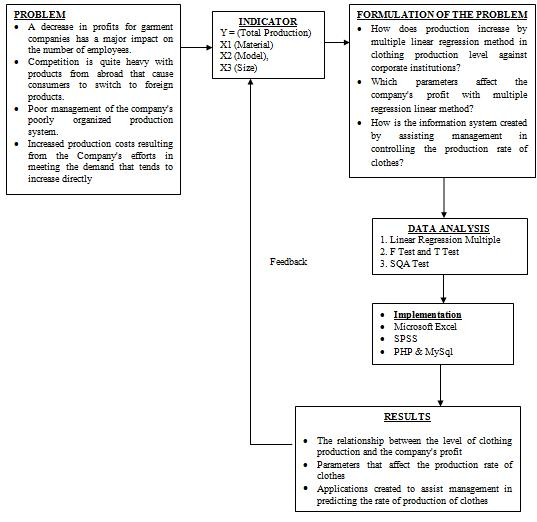 PROBLEM
• A decrease in profits for garment
companies has a major impact on
the number of employees.
• Competition is quite heavy with
products from abroad that cause
consumers to switch to foreign
products.
• Poor management of the company's
poorly organized production
system.
• Increased production costs resulting
from the Company's efforts in
meeting the demand that tends to
increase directly
INDICATOR
Y = (Total Production)
X1 (Material)
X2 (Model),
X3 (Size)
FORMULATION OF THE PROBLEM
• How does production increase by
multiple linear regression method in
clothing production level against
corporate institutions?
• Which parameters affect the
company's profit with multiple
regression linear method?
• How is the information system created
by assisting management in
controlling the production rate of
clothes?
DATA ANALYSIS
1. Linear Regression Multiple
2. F Test and T Test
3. SQA Test
Feedback
• Implementation
• Microsoft Excel
• SPSS
• PHP & MySql
RESULTS
• The relationship between the level of clothing
production and the company's profit
• Parameters that affect the production rate of
clothes
• Applications created to assist management in
predicting the rate of production of clothes